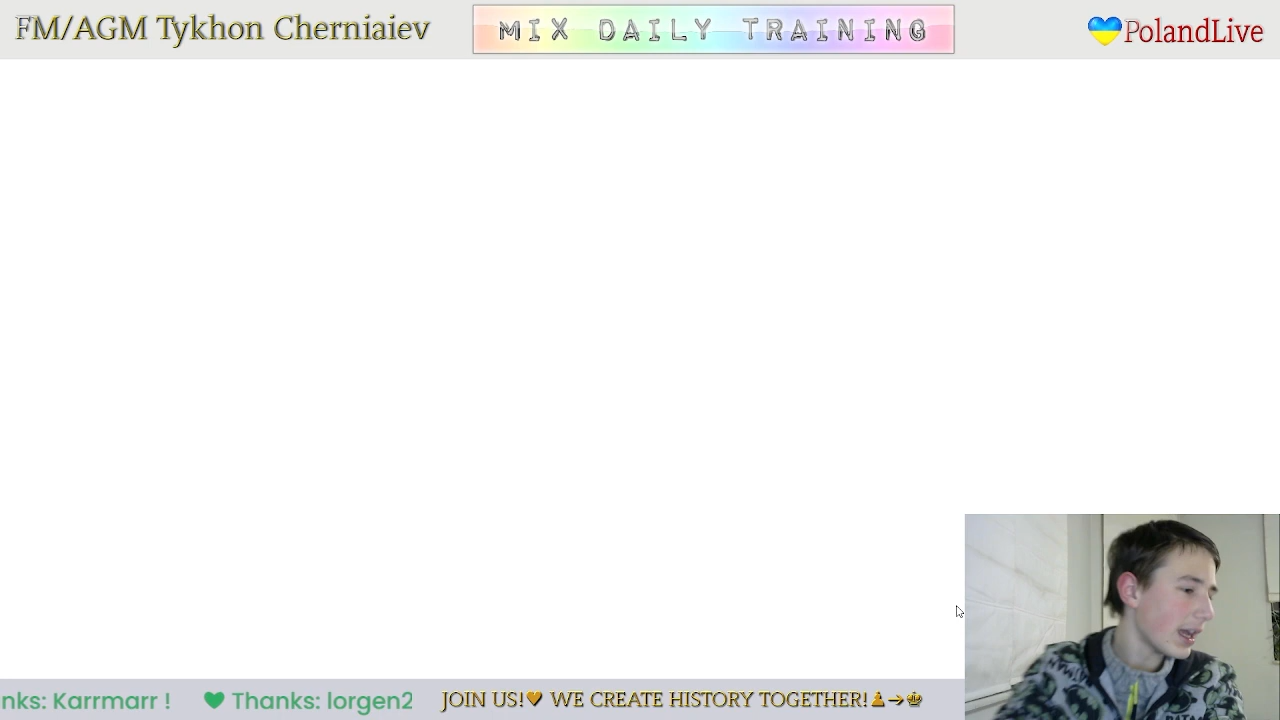 FM/AGM Tykhon Cherniaiev
MIX DAILY TRAINING
💙PolandLive
nks: Karrmarr ! 💚 Thanks: lorgen2
JOIN US!♥ WE CREATE HISTORY TOGETHER!♟➔♚